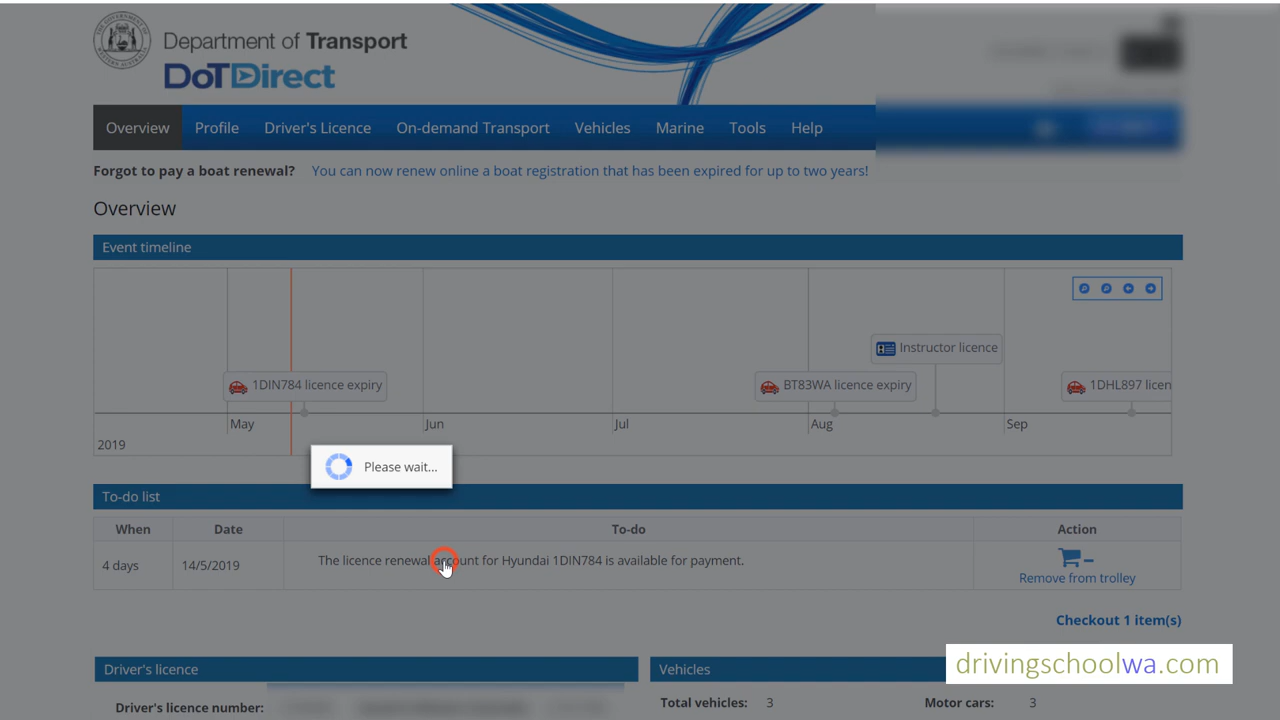 Department of Transport
DoTDirect
Overview Profile Driver's Licence On-demand Transport Vehicles Marine Tools Help
Forgot to pay a boat renewal? You can now renew online a boat registration that has been expired for up to two years!
Overview
Event timeline
Instructor licence
1DIN784 licence expiry BT83WA licence expiry 1DHL897 licen
May Jun Jul Aug Sep
2019
Please wait...
To-do list
When Date To-do Action
4 days 14/5/2019 The licence renewal account for Hyundai 1DIN784 is available for payment.
Remove from trolley
Checkout 1 item(s)
drivingschoolwa.com
Driver's licence Vehicles
Driver's licence number: Total vehicles: 3 Motor cars: 3